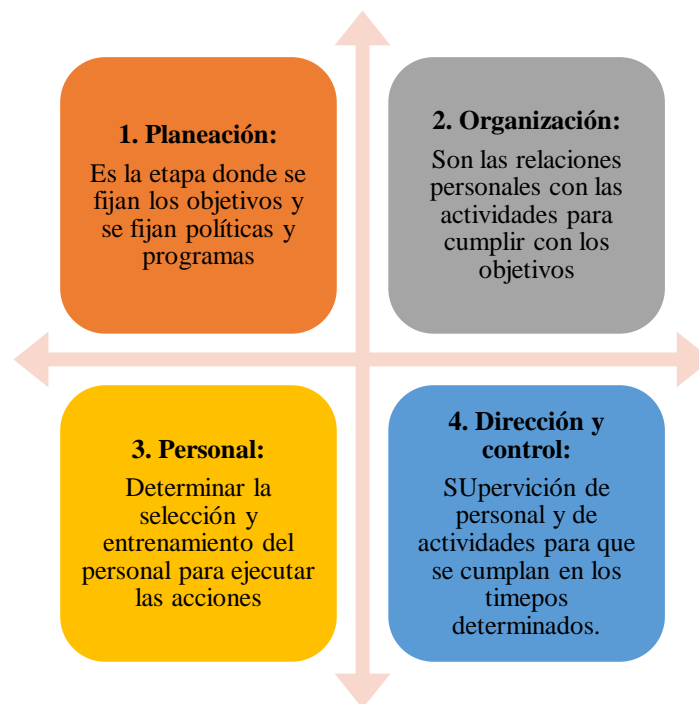 1. Planeación:
Es la etapa donde se
fijan los objetivos y
se fijan políticas y
programas
2. Organización:
Son las relaciones
personales con las
actividades para
cumplir con los
objetivos
3. Personal:
Determinar la
selección y
entrenamiento del
personal para ejecutar
las acciones
4. Dirección y
control:
SUpervición de
personal y de
actividades para que
se cumplan en los
timepos
determinados.